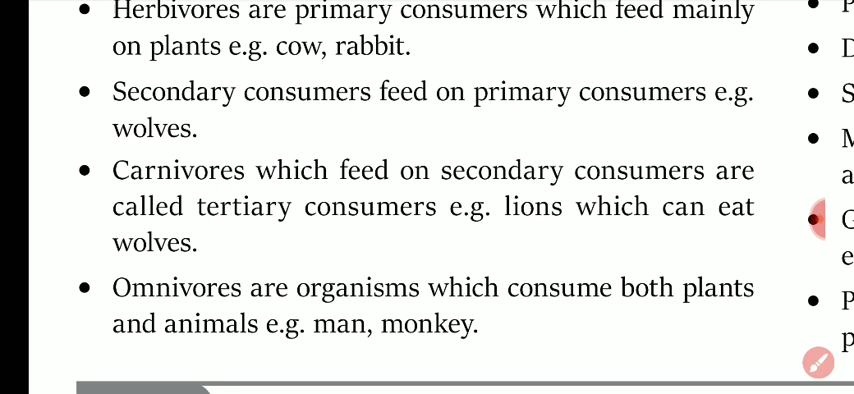 • Herbivores are primary consumers which feed mainly
on plants e.g. cow, rabbit.
• Secondary consumers feed on primary consumers e.g.
wolves.
• Carnivores which feed on secondary consumers are
called tertiary consumers e.g. lions which can eat
wolves.
• Omnivores are organisms which consume both plants
and animals e.g. man, monkey.